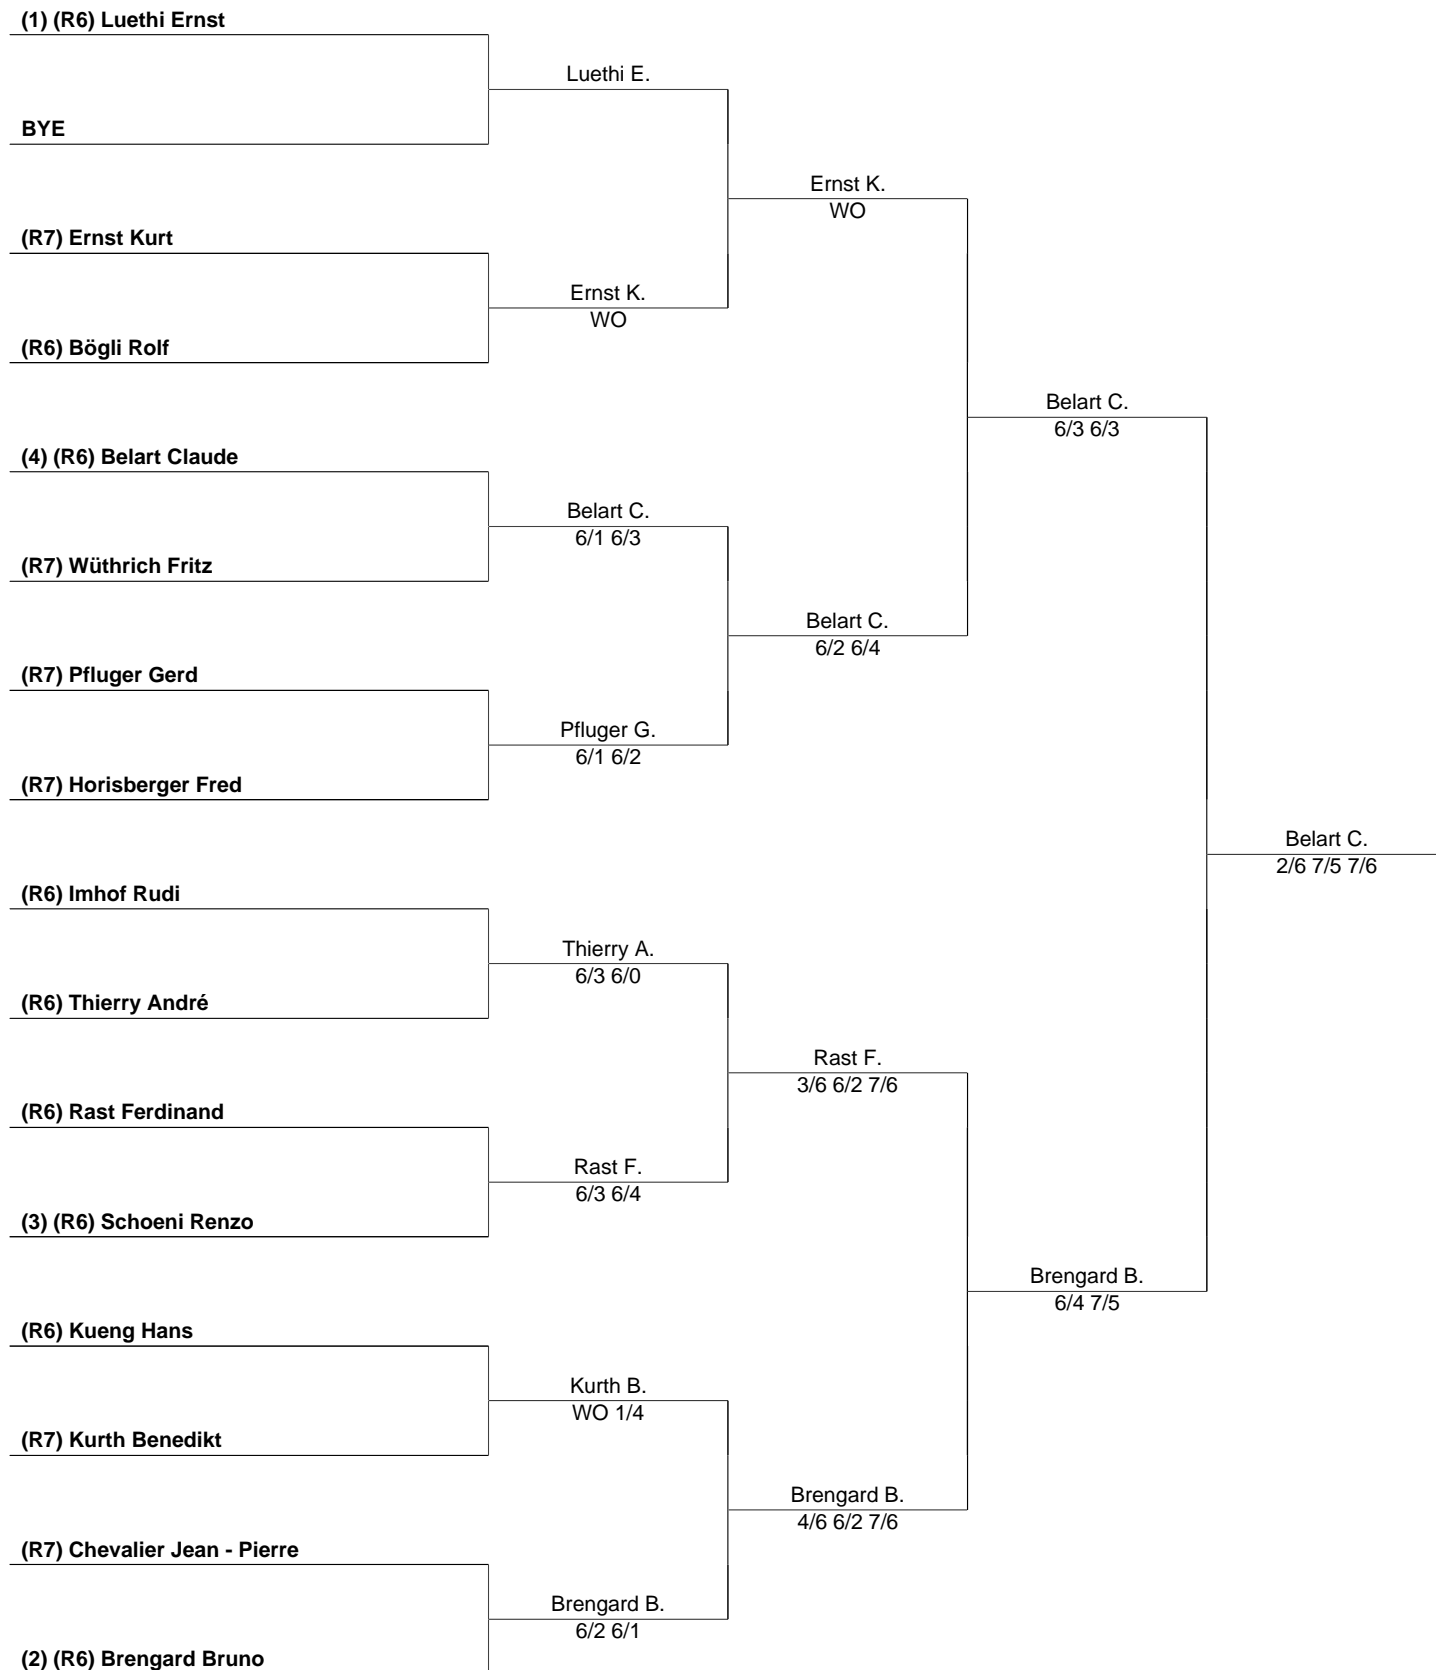 (1) (R6) Luethi Ernst
Luethi E.
BYE
Ernst K.
WO
(R7) Ernst Kurt
Ernst K.
WO
(R6) Bögli Rolf
Belart C.
6/3 6/3
(4) (R6) Belart Claude
Belart C.
6/1 6/3
(R7) Wüthrich Fritz
Belart C.
6/2 6/4
(R7) Pfluger Gerd
Pfluger G.
6/1 6/2
(R7) Horisberger Fred
Belart C.
2/6 7/5 7/6
(R6) Imhof Rudi
Thierry A.
6/3 6/0
(R6) Thierry André
Rast F.
3/6 6/2 7/6
(R6) Rast Ferdinand
Rast F.
6/3 6/4
(3) (R6) Schoeni Renzo
Brengard B.
6/4 7/5
(R6) Kueng Hans
Kurth B.
WO 1/4
(R7) Kurth Benedikt
Brengard B.
4/6 6/2 7/6
(R7) Chevalier Jean - Pierre
Brengard B.
6/2 6/1
(2) (R6) Brengard Bruno